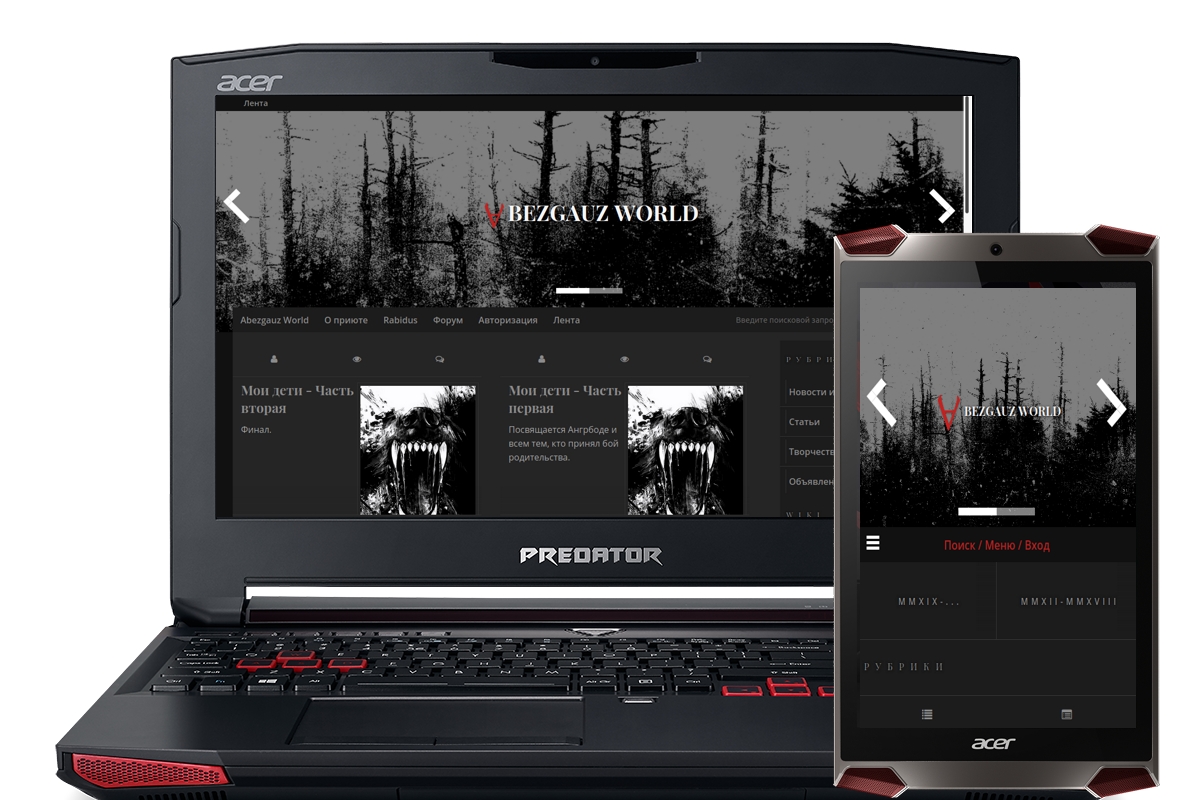 acer
Лента
BEZGAUZ WORLD
Abezgauz World О приюте Rabidus Форум Авторизация Лента Введите поисковой запро
Мои дети - Часть вторая
Финал.
Мои дети - Часть первая
Посвящается Ангрбоде и
всем тем, кто принял бой
родительства.
РУБРИ
Новости и
Статьи
Творчеств
Объявлен
WIKI
PREDATOR
BEZGAUZ WORLD
Поиск / Меню / Вход
MMXIX-...
MMXII-MMXVIII
РУБРИКИ
acer